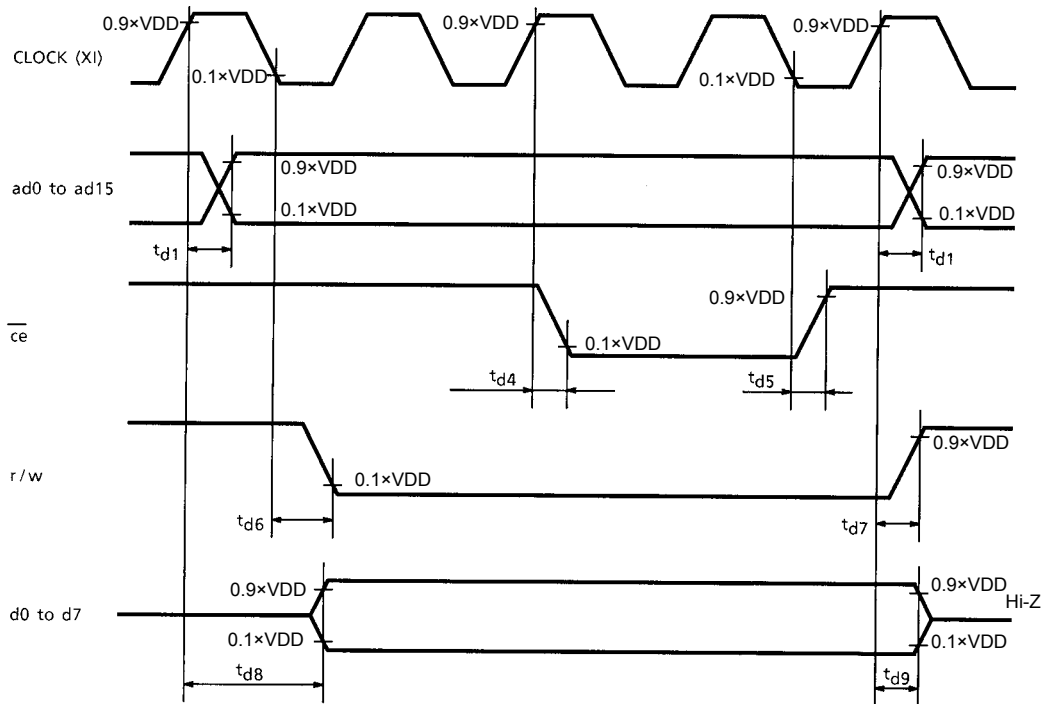 0.9×VDD 0.9×VDD 0.9×VDD
CLOCK (XI)
0.1×VDD 0.1×VDD
ad0 to ad15
0.9×VDD 0.9×VDD
0.1×VDD 0.1×VDD
td1 td1
0.9×VDD
ce
0.1×VDD
td4 td5
0.9×VDD
r/w
0.1×VDD
td6 td7
0.9×VDD 0.9×VDD
Hi-Z
d0 to d7
0.1×VDD 0.1×VDD
td8 td9